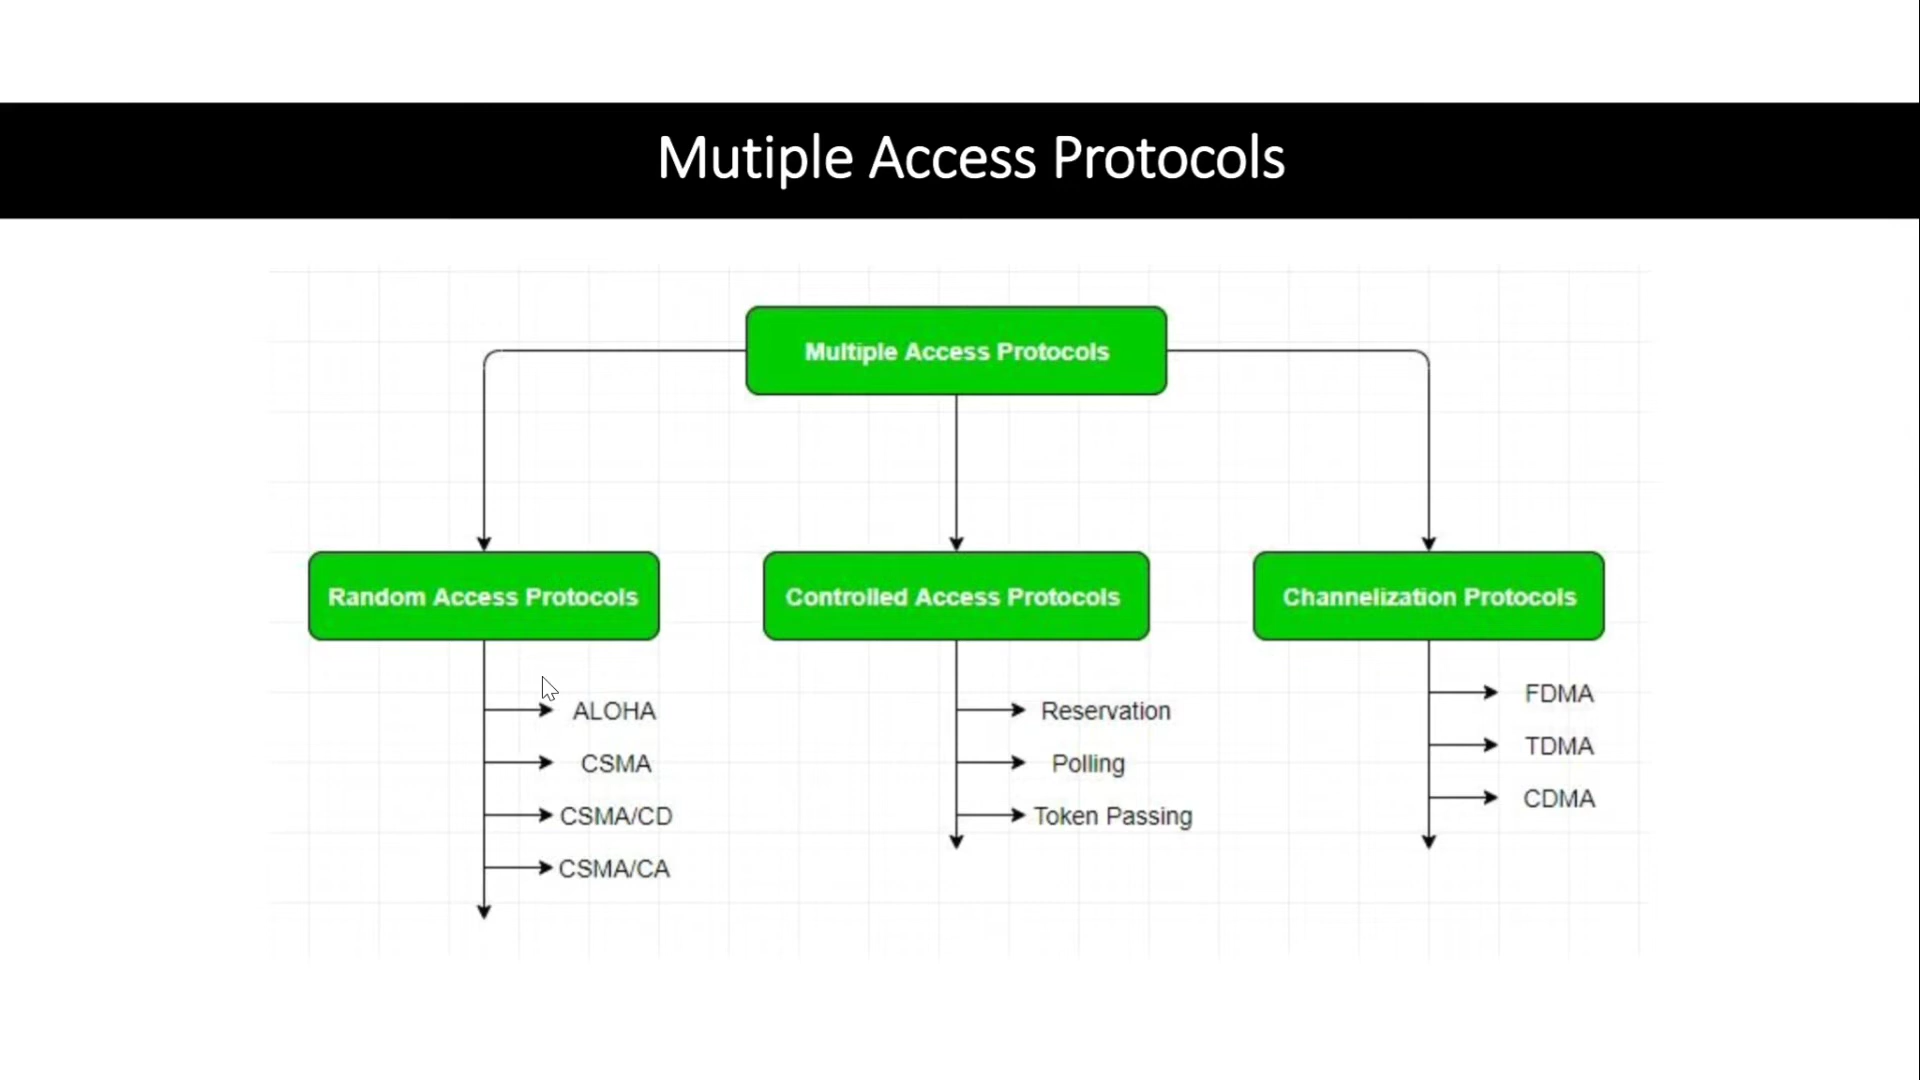 Mutiple Access Protocols
Multiple Access Protocols
Random Access Protocols
ALOHA
CSMA
CSMA/CD
CSMA/CA
Controlled Access Protocols
Reservation
Polling
Token Passing
Channelization Protocols
FDMA
TDMA
CDMA